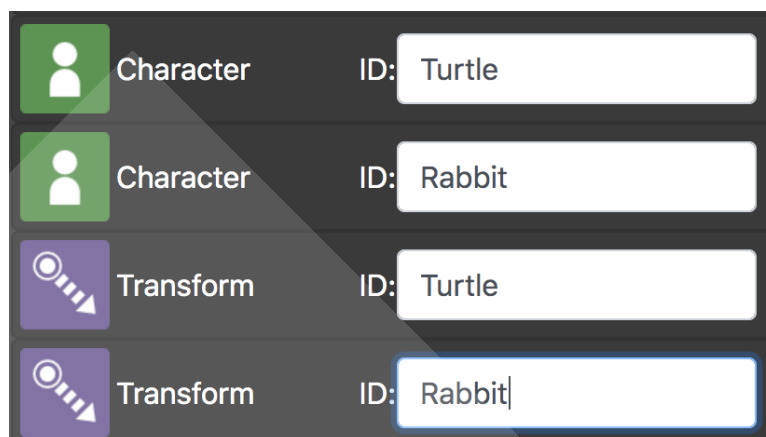 Character ID: Turtle
Character ID: Rabbit
Transform ID: Turtle
Transform ID: Rabbit